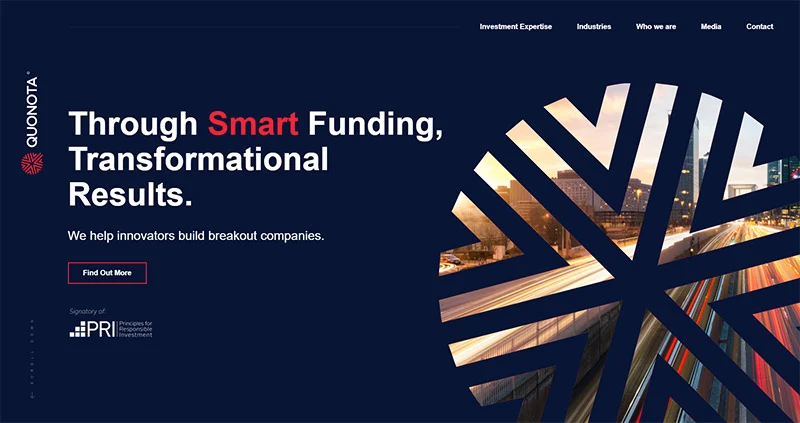 Investment Expertise
Industries
Who we are
Media
Contact
QUONOTA®
Through Smart Funding,
Transformational
Results.
We help innovators build breakout companies.
Find Out More
Signatory of:
PRI
Principles for
Responsible
Investment
SCROLL DOWN